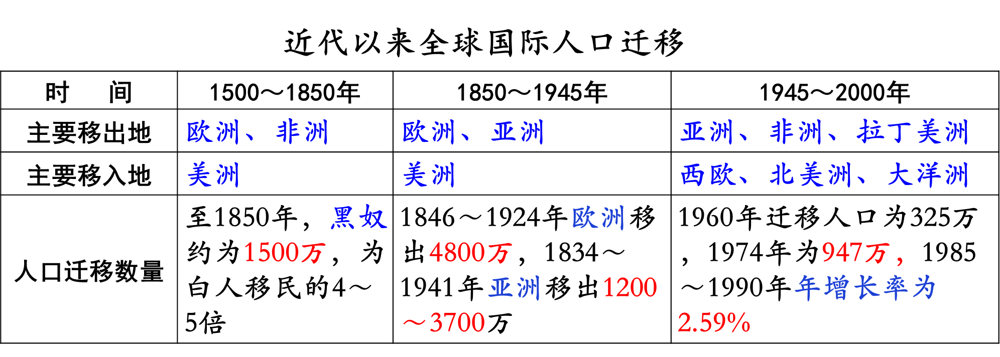 近代以来全球国际人口迁移
时 间
1500～1850年
1850～1945年
1945～2000年
主要移出地
欧洲、非洲
欧洲、亚洲
亚洲、非洲、拉丁美洲
主要移入地
美洲
美洲
西欧、北美洲、大洋洲
人口迁移数量
至1850年，黑奴
约为1500万，为
白人移民的4～
5倍
1846～1924年欧洲移
出4800万，1834～
1941年亚洲移出1200
～3700万
1960年迁移人口为325万
，1974年为947万，1985
～1990年年增长率为
2.59%